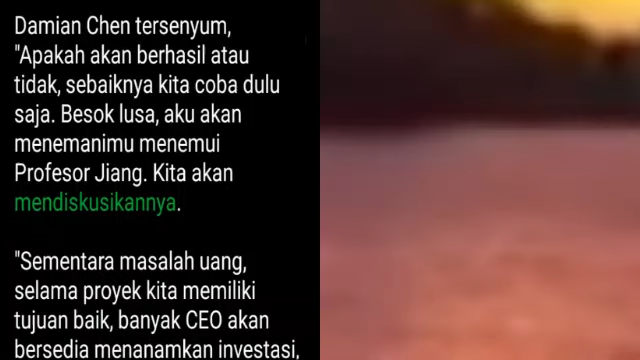 Damian Chen tersenyum,
"Apakah akan berhasil atau
tidak, sebaiknya kita coba dulu
saja. Besok lusa, aku akan
menemanimu menemui
Profesor Jiang. Kita akan
mendiskusikannya.
"Sementara masalah uang,
selama proyek kita memiliki
tujuan baik, banyak CEO akan
bersedia menanamkan investasi,